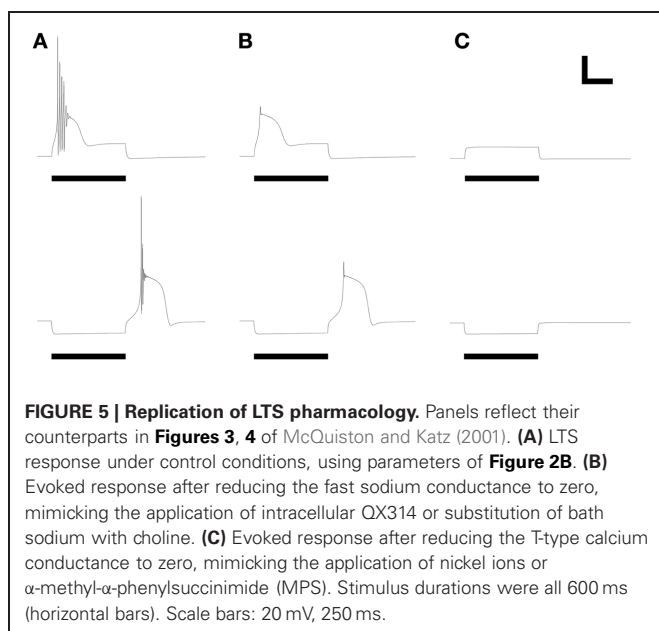 A B C
FIGURE 5 | Replication of LTS pharmacology. Panels reflect their
counterparts in Figures 3, 4 of McQuiston and Katz (2001). (A) LTS
response under control conditions, using parameters of Figure 2B. (B)
Evoked response after reducing the fast sodium conductance to zero,
mimicking the application of intracellular QX314 or substitution of bath
sodium with choline. (C) Evoked response after reducing the T-type calcium
conductance to zero, mimicking the application of nickel ions or
α-methyl-α-phenylsuccinimide (MPS). Stimulus durations were all 600 ms
(horizontal bars). Scale bars: 20 mV, 250 ms.